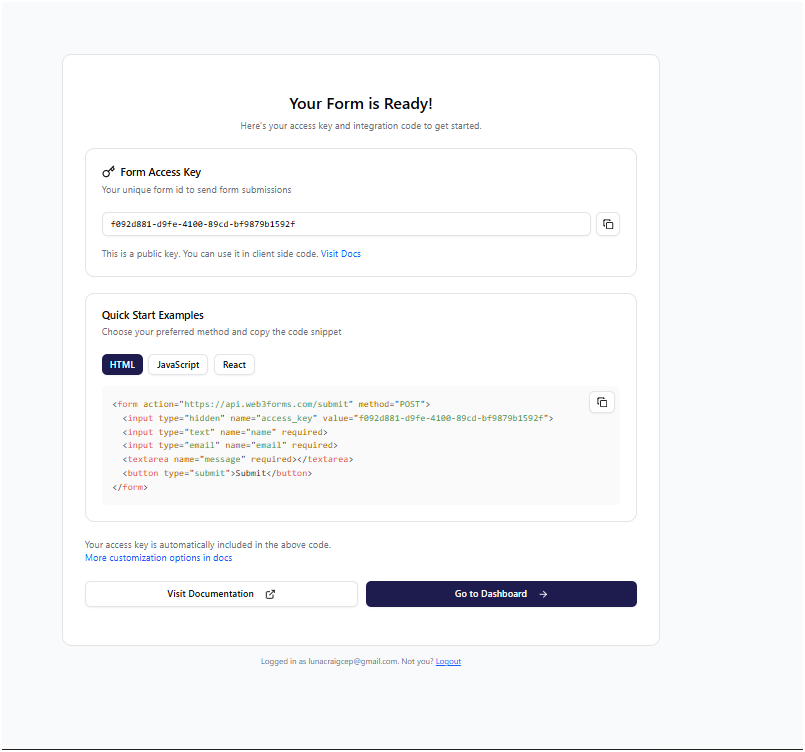 Your Form is Ready!
Here's your access key and integration code to get started.
Form Access Key
Your unique form id to send form submissions
f092d881-d9fe-4100-89cd-bf9879b1592f
This is a public key. You can use it in client side code. Visit Docs
Quick Start Examples
Choose your preferred method and copy the code snippet
HTML JavaScript React
<form action="https://api.web3forms.com/submit" method="POST">
<input type="hidden" name="access_key" value="f092d881-d9fe-4100-89cd-bf9879b1592f">
<input type="text" name="name" required>
<input type="email" name="email" required>
<textarea name="message" required></textarea>
<button type="submit">Submit</button>
</form>
Your access key is automatically included in the above code.
More customization options in docs
Visit Documentation Go to Dashboard
Logged in as lunacraigcep@gmail.com. Not you? Logout